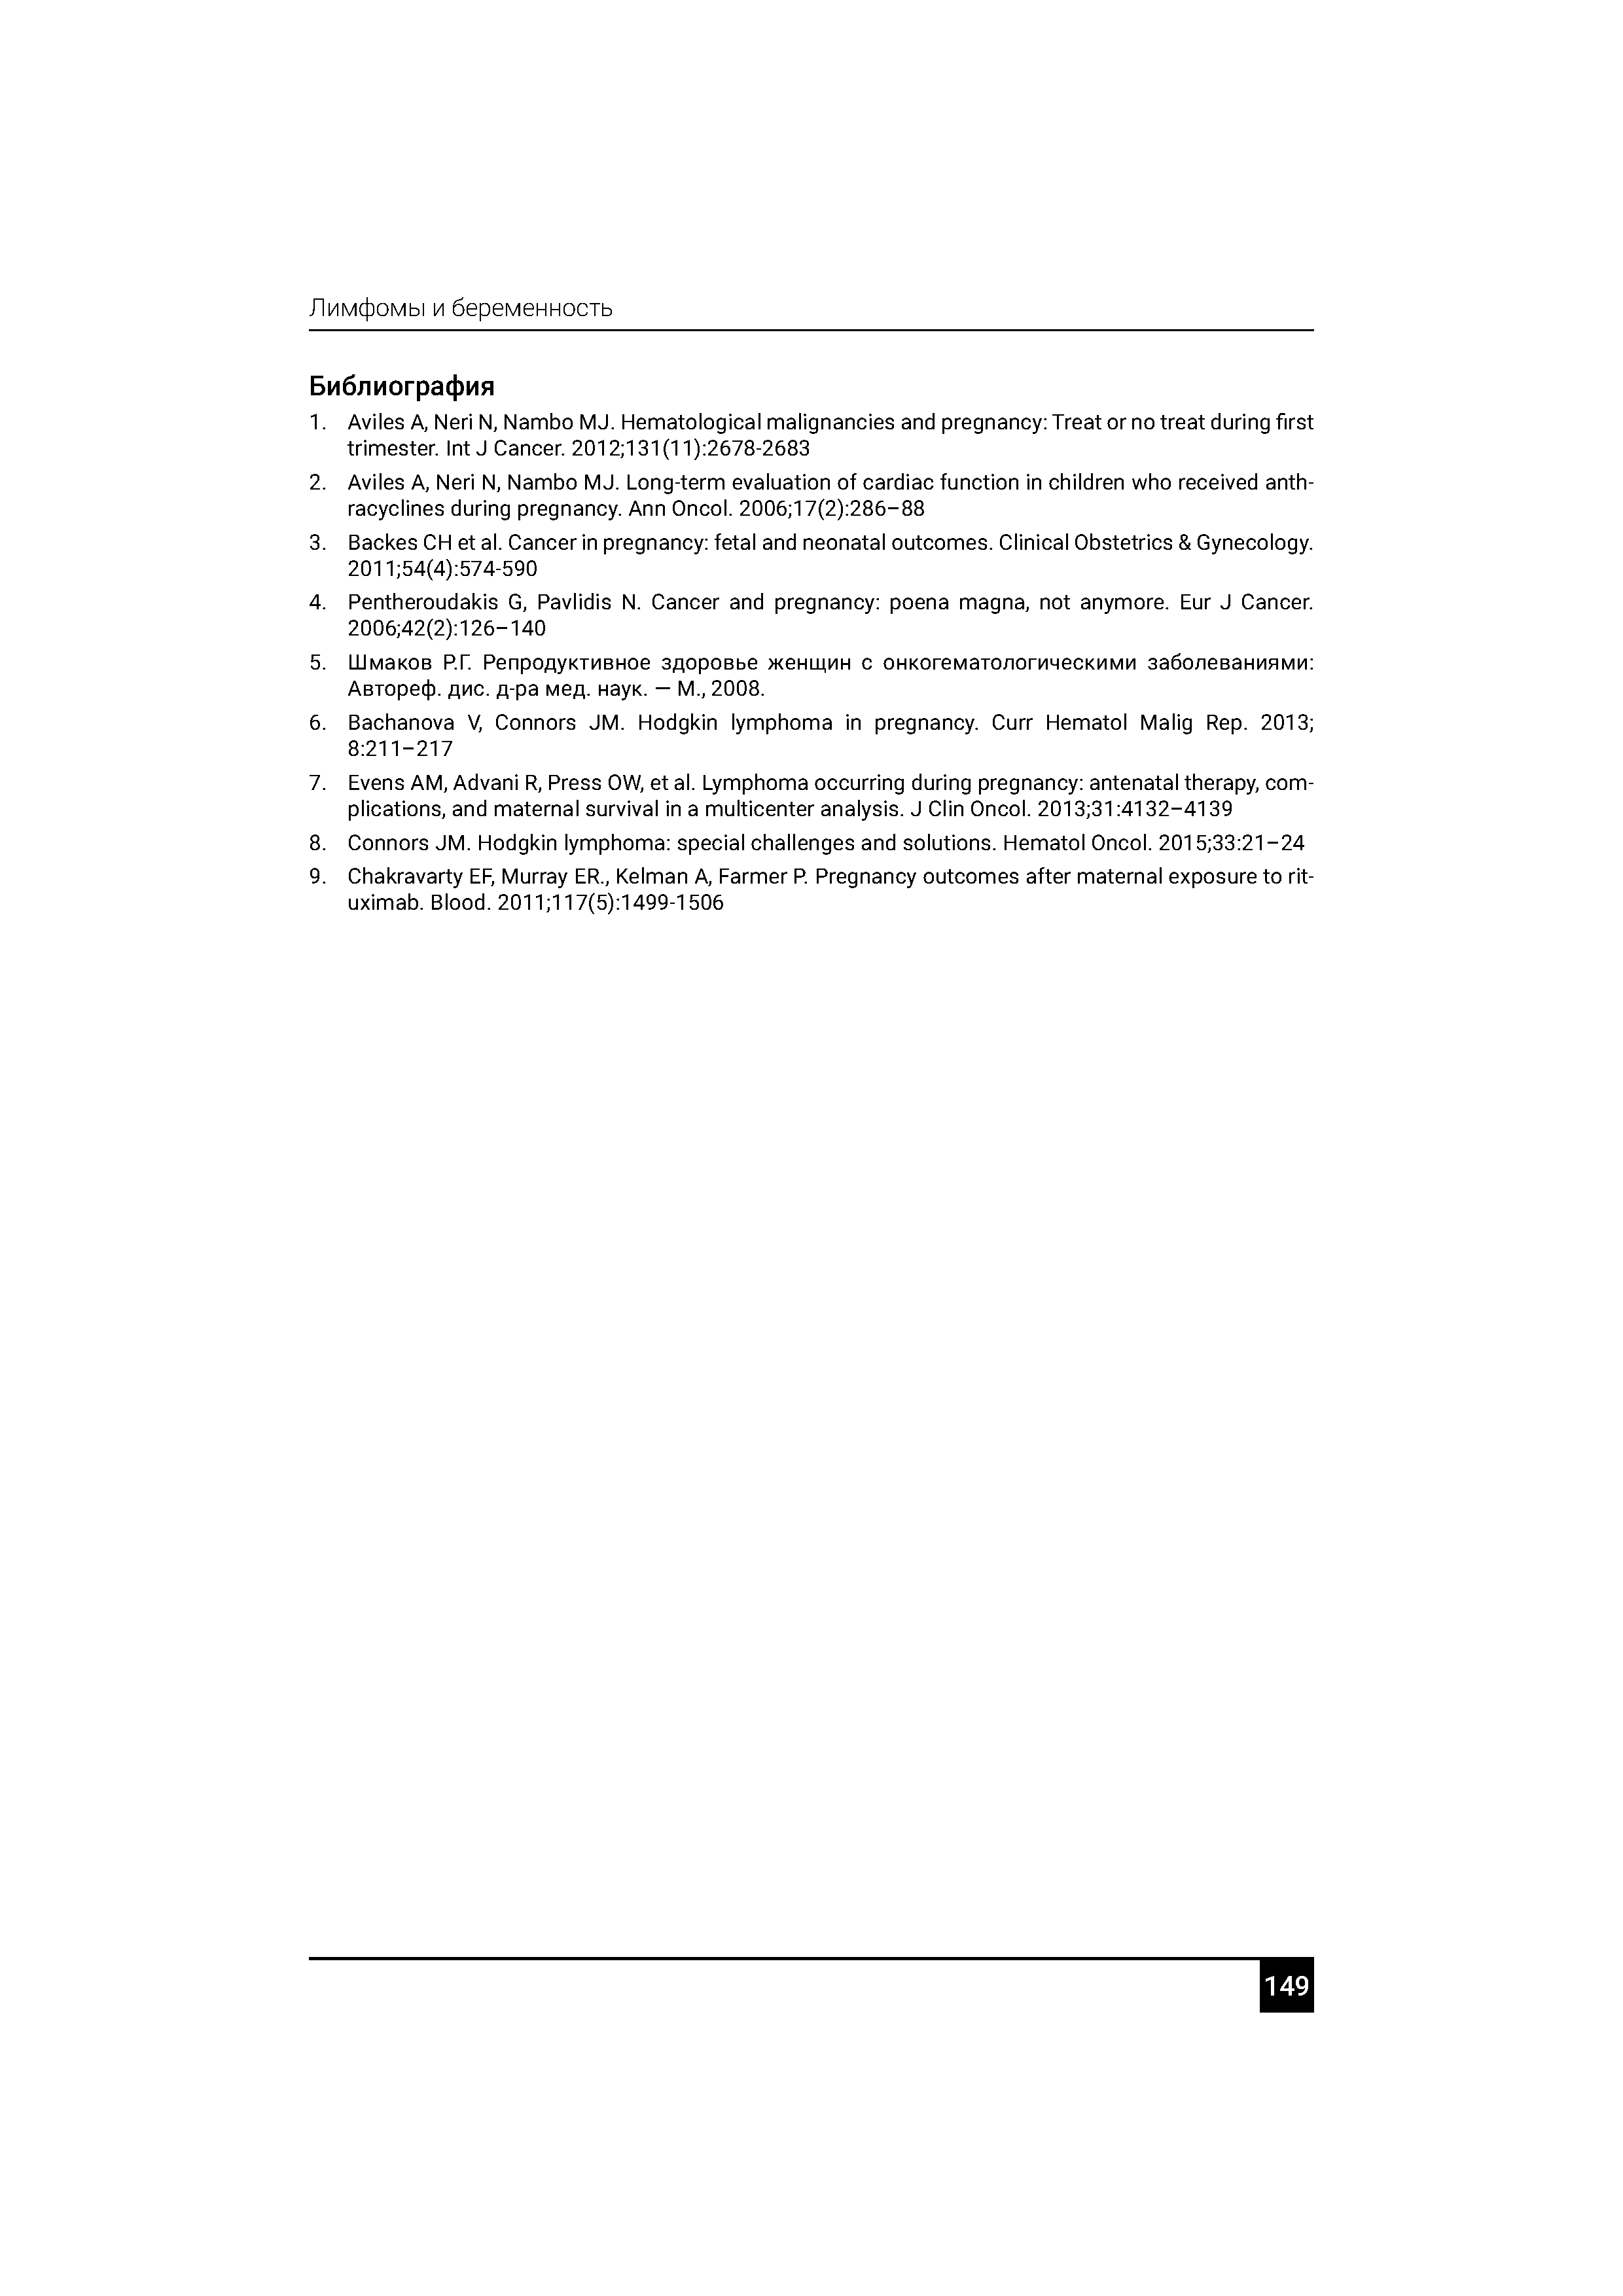 Лимфомы и беременность
Библиография
1. Aviles A, Neri N, Nambo MJ. Hematological malignancies and pregnancy: Treat or no treat during first
trimester. Int J Cancer. 2012;131(11):2678-2683
2. Aviles A, Neri N, Nambo MJ. Long-term evaluation of cardiac function in children who received anth-
racyclines during pregnancy. Ann Oncol. 2006;17(2):286–88
3. Backes CH et al. Cancer in pregnancy: fetal and neonatal outcomes. Clinical Obstetrics & Gynecology.
2011;54(4):574-590
4. Pentheroudakis G, Pavlidis N. Cancer and pregnancy: poena magna, not anymore. Eur J Cancer.
2006;42(2):126–140
5. Шмаков Р.Г. Репродуктивное здоровье женщин с онкогематологическими заболеваниями:
Автореф. дис. д-ра мед. наук. — М., 2008.
6. Bachanova V, Connors JM. Hodgkin lymphoma in pregnancy. Curr Hematol Malig Rep. 2013;
8:211–217
7. Evens AM, Advani R, Press OW, et al. Lymphoma occurring during pregnancy: antenatal therapy, com-
plications, and maternal survival in a multicenter analysis. J Clin Oncol. 2013;31:4132–4139
8. Connors JM. Hodgkin lymphoma: special challenges and solutions. Hematol Oncol. 2015;33:21–24
9. Chakravarty EF, Murray ER., Kelman A, Farmer P. Pregnancy outcomes after maternal exposure to rit-
uximab. Blood. 2011;117(5):1499-1506
149